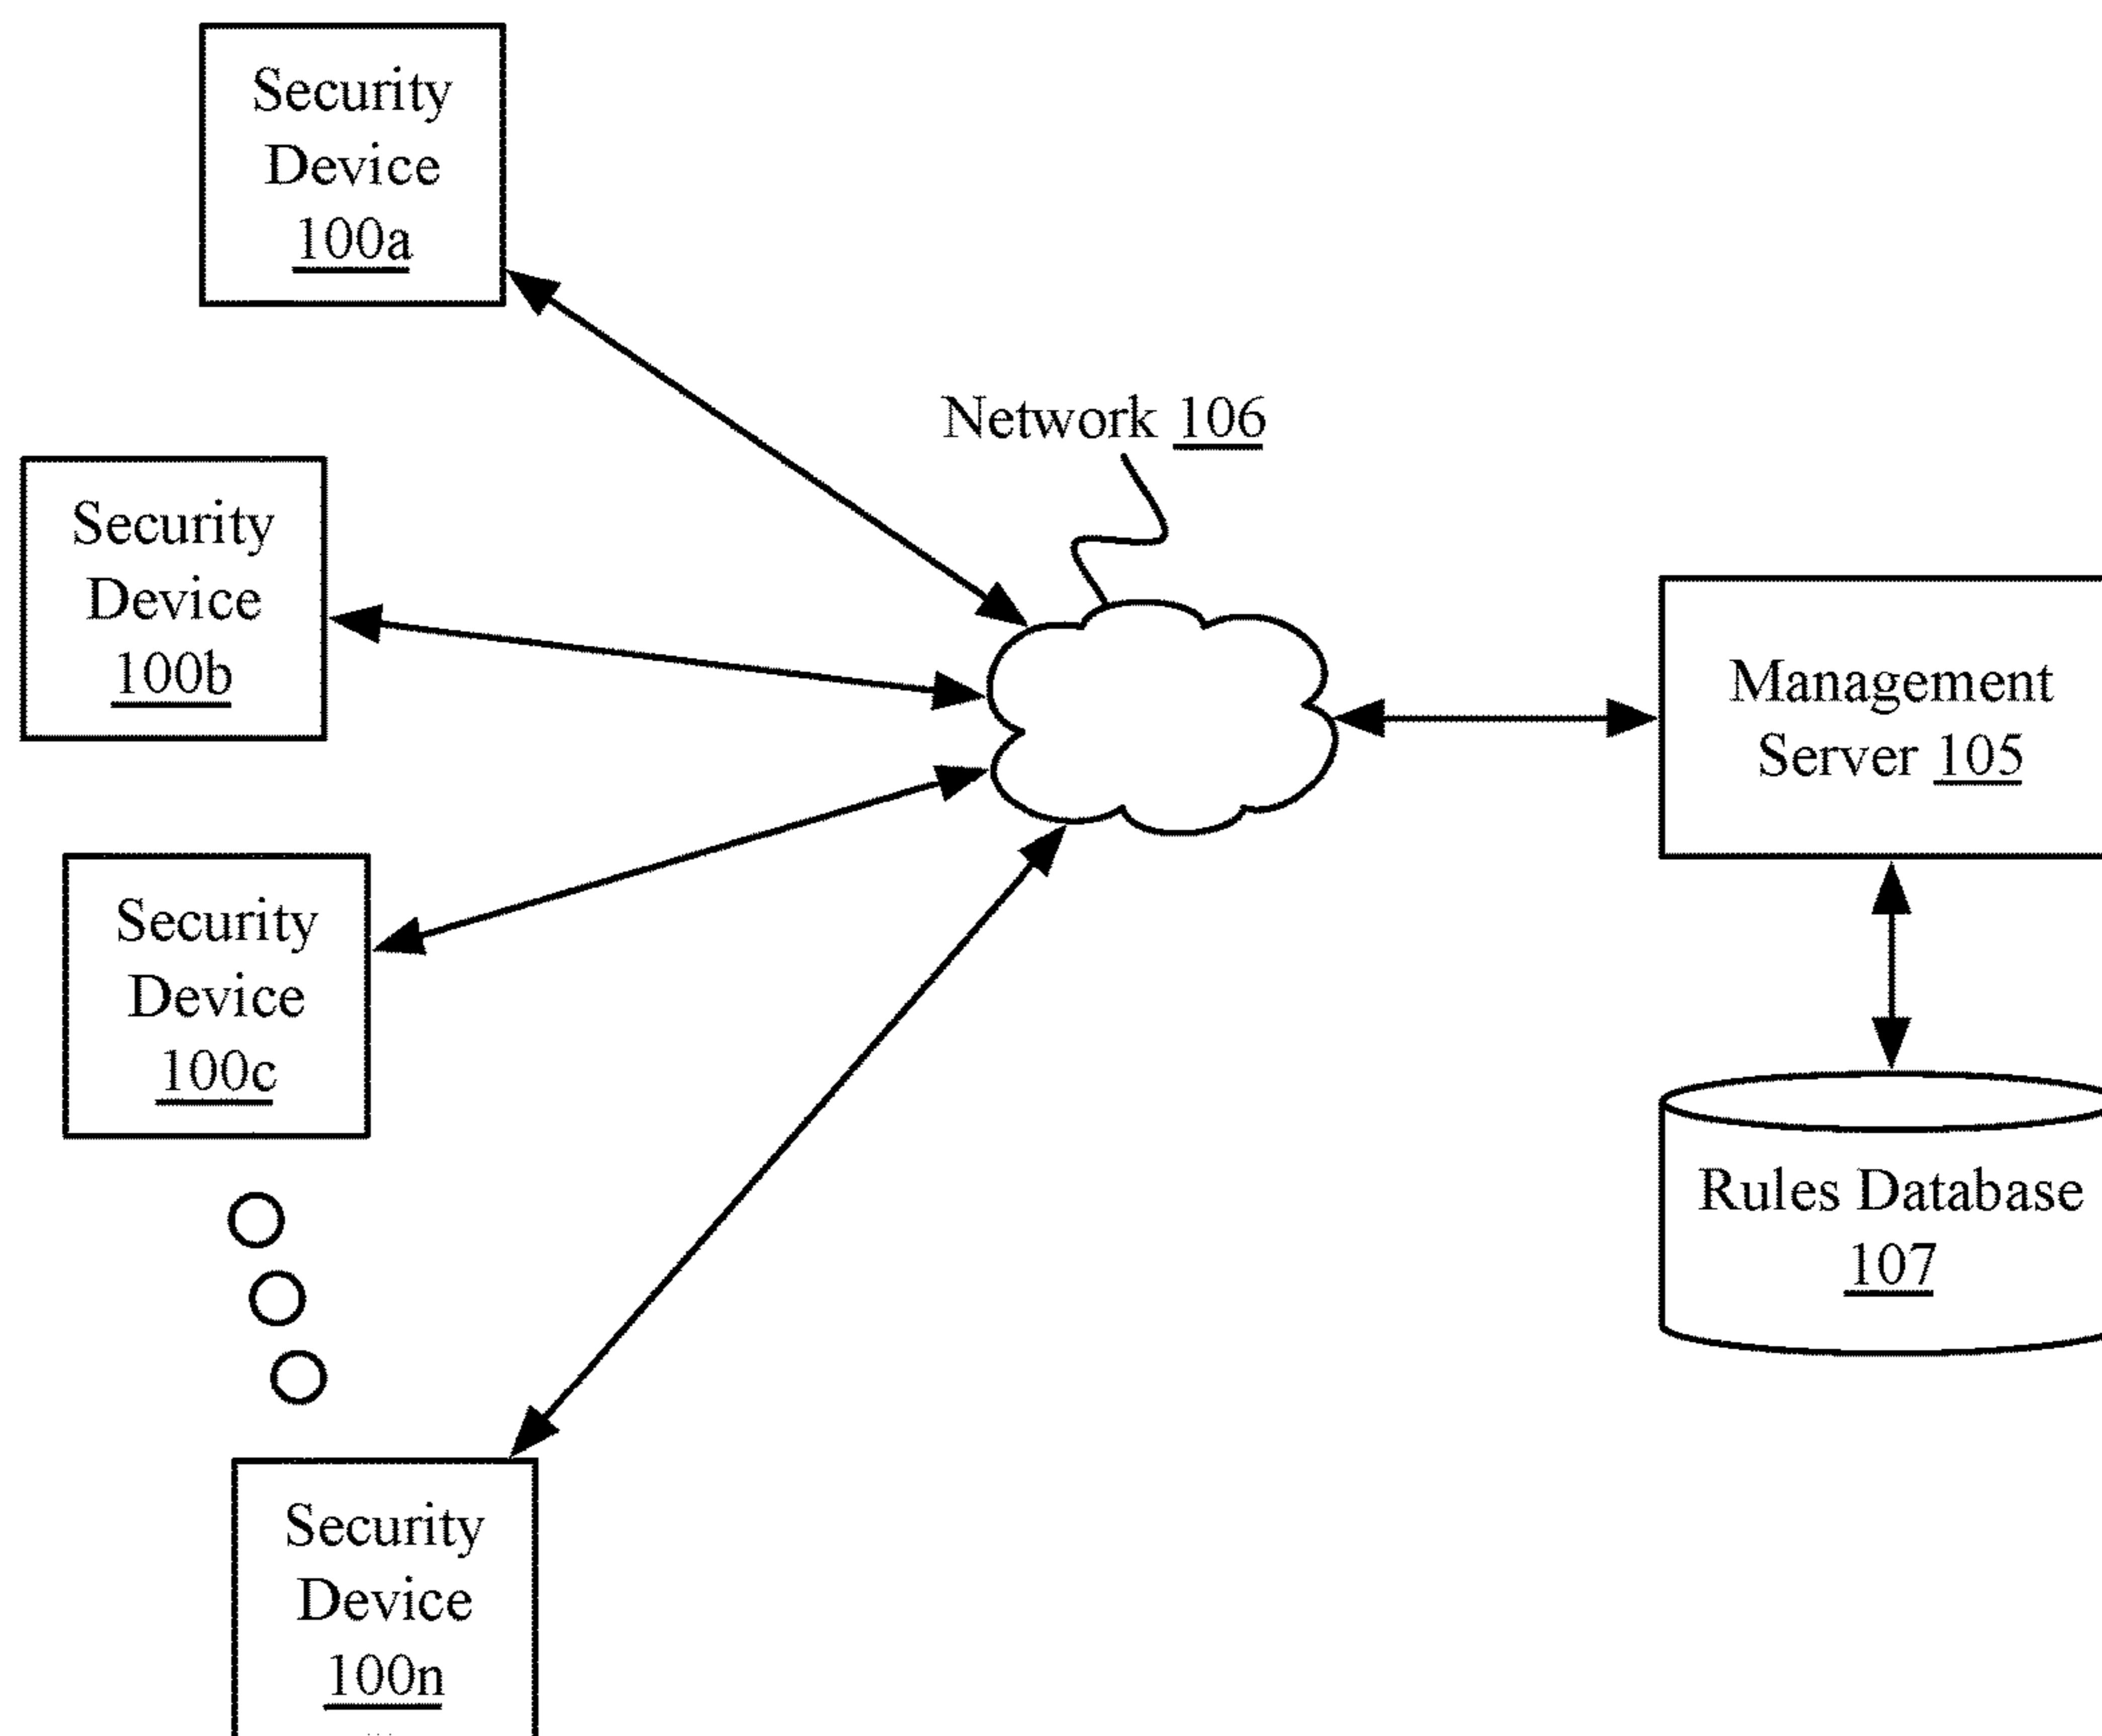 Security
Device
100a
Network 106
Security
Device
100b
Management
Server 105
Security
Device
100c
Rules Database
107
Security
Device
100n